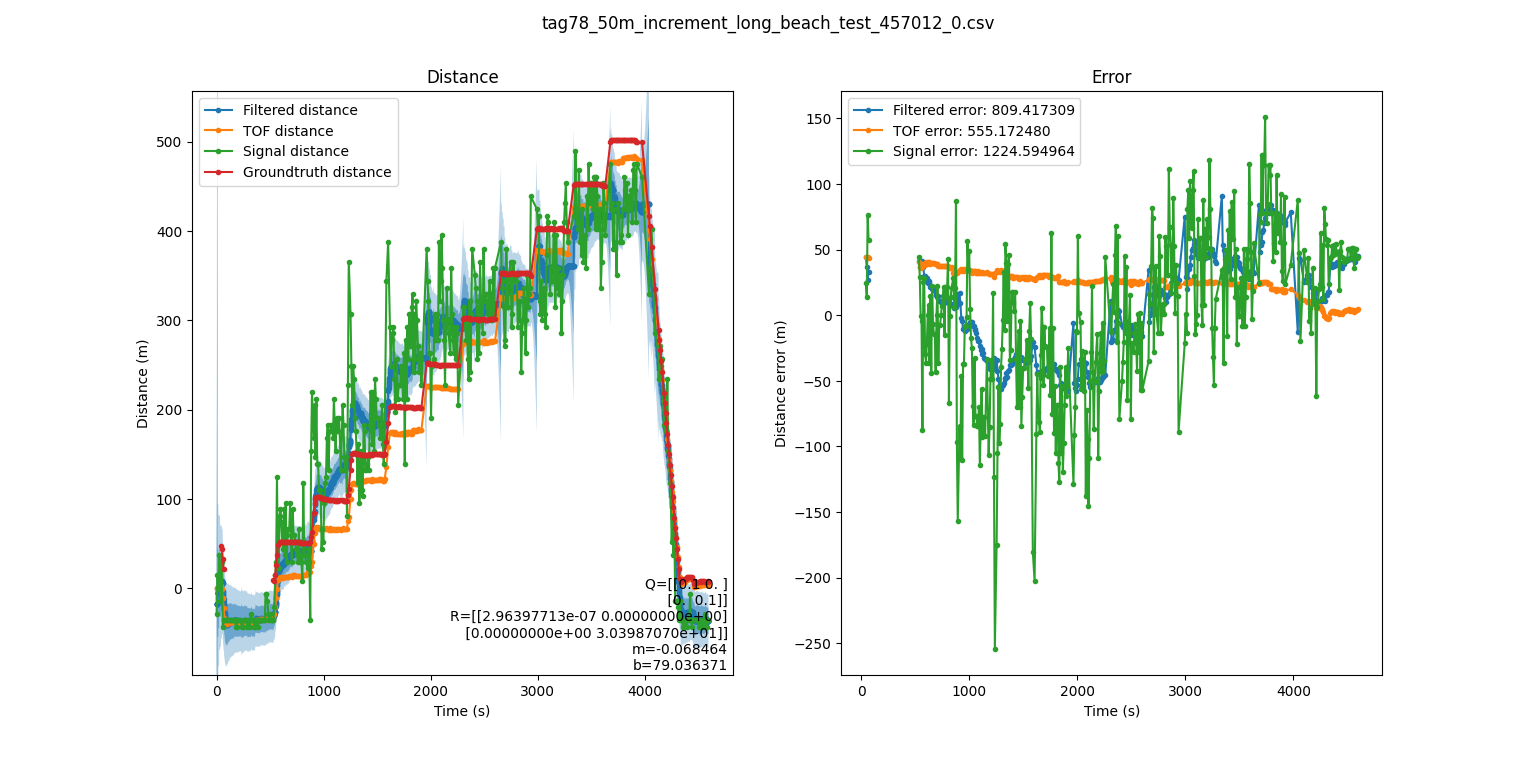 tag78_50m_increment_long_beach_test_457012_0.csv
Distance
Filtered distance
TOF distance
Signal distance
Groundtruth distance
Distance (m)
500
400
300
200
100
0
Q=[[0.1 0. ]
[0. 0.1]]
R=[[2.96397713e-07 0.00000000e+00]
[0.00000000e+00 3.03987070e+01]]
m=-0.068464
b=79.036371
0
1000
2000
3000
4000
Time (s)
Error
Filtered error: 809.417309
TOF error: 555.172480
Signal error: 1224.594964
Distance error (m)
150
100
50
0
−50
−100
−150
−200
−250
0
1000
2000
3000
4000
Time (s)